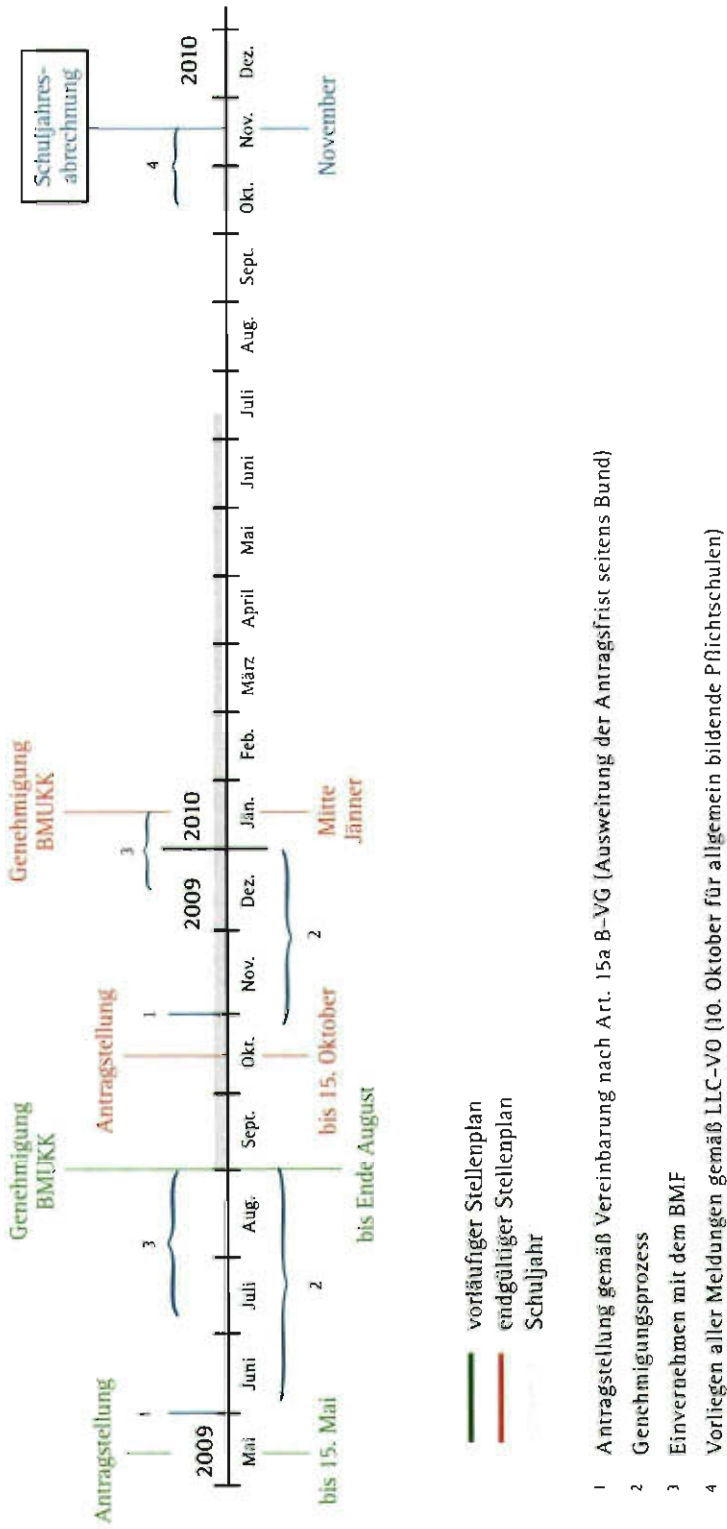 Antragstellung
Genehmigung
BMUKK
Antragstellung
Genehmigung
BMUKK
Schuljahres-
abrechnung
1
3
1
3
4
2009
2009
2010
2010
Mai
Juni
Juli
Aug.
Sept.
Okt.
Nov.
Dez.
Jän.
Feb.
März
April
Mai
Juni
Juli
Aug.
Sept.
Okt.
Nov.
Dez.
2
2
bis 15. Mai
bis Ende August
bis 15. Oktober
Mitte
Jänner
November
vorläufiger Stellenplan
endgültiger Stellenplan
Schuljahr
1 Antragstellung gemäß Vereinbarung nach Art. 15a B-VG (Ausweitung der Antragsfrist seitens Bund)
2 Genehmigungsprozess
3 Einvernehmen mit dem BMF
4 Vorliegen aller Meldungen gemäß LLC-VO (10. Oktober für allgemein bildende Pflichtschulen)